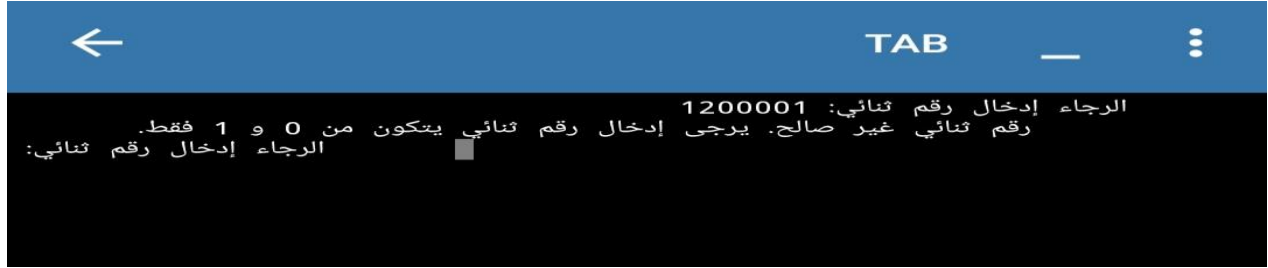 TAB
الرجاء إدخال رقم ثنائي: 1200001
رقم ثنائي غير صالح. يرجى إدخال رقم ثنائي يتكون من 0 و 1 فقط.
الرجاء إدخال رقم ثنائي: